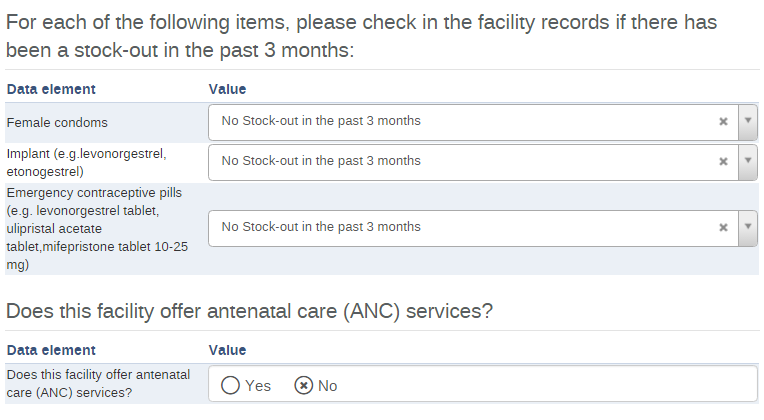 For each of the following items, please check in the facility records if there has
been a stock-out in the past 3 months:
Data element Value
Female condoms No Stock-out in the past 3 months
Implant (e.g.levonorgestrel,
etonogestrel) No Stock-out in the past 3 months
Emergency contraceptive pills
(e.g. levonorgestrel tablet,
ulipristal acetate No Stock-out in the past 3 months
tablet,mifepristone tablet 10-25
mg)
Does this facility offer antenatal care (ANC) services?
Data element Value
Does this facility offer antenatal
care (ANC) services? Yes No